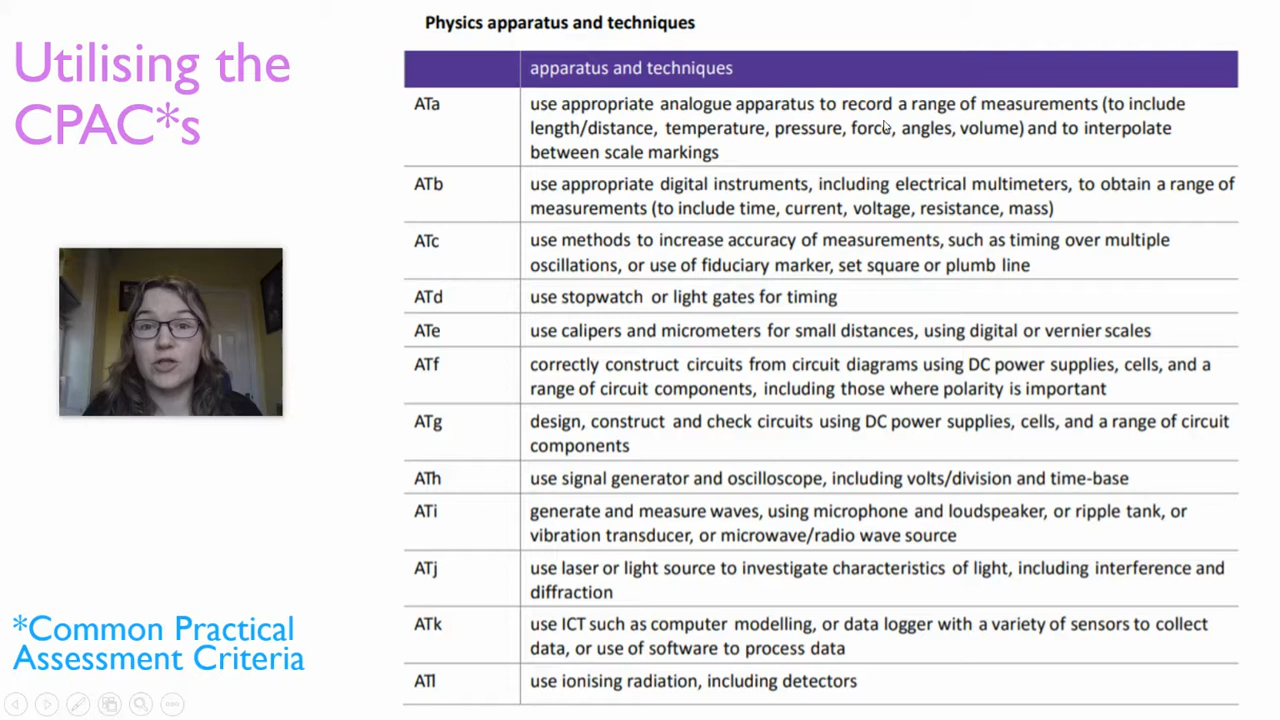 Utilising the
CPAC*s
*Common Practical
Assessment Criteria
Physics apparatus and techniques
apparatus and techniques
ATa use appropriate analogue apparatus to record a range of measurements (to include
length/distance, temperature, pressure, force, angles, volume) and to interpolate
between scale markings
ATb use appropriate digital instruments, including electrical multimeters, to obtain a range of
measurements (to include time, current, voltage, resistance, mass)
ATc use methods to increase accuracy of measurements, such as timing over multiple
oscillations, or use of fiduciary marker, set square or plumb line
ATd use stopwatch or light gates for timing
ATe use calipers and micrometers for small distances, using digital or vernier scales
ATf correctly construct circuits from circuit diagrams using DC power supplies, cells, and a
range of circuit components, including those where polarity is important
ATg design, construct and check circuits using DC power supplies, cells, and a range of circuit
components
ATh use signal generator and oscilloscope, including volts/division and time-base
ATi generate and measure waves, using microphone and loudspeaker, or ripple tank, or
vibration transducer, or microwave/radio wave source
ATj use laser or light source to investigate characteristics of light, including interference and
diffraction
ATk use ICT such as computer modelling, or data logger with a variety of sensors to collect
data, or use of software to process data
ATl use ionising radiation, including detectors